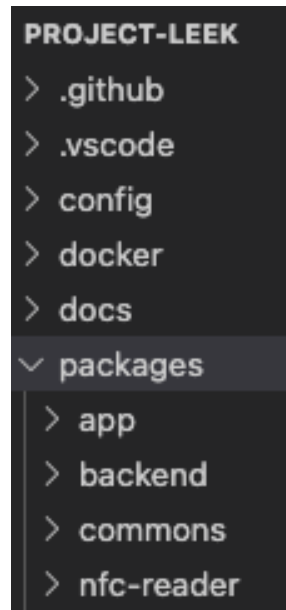 PROJECT-LEEK
.github
.vscode
config
docker
docs
packages
app
backend
commons
nfc-reader